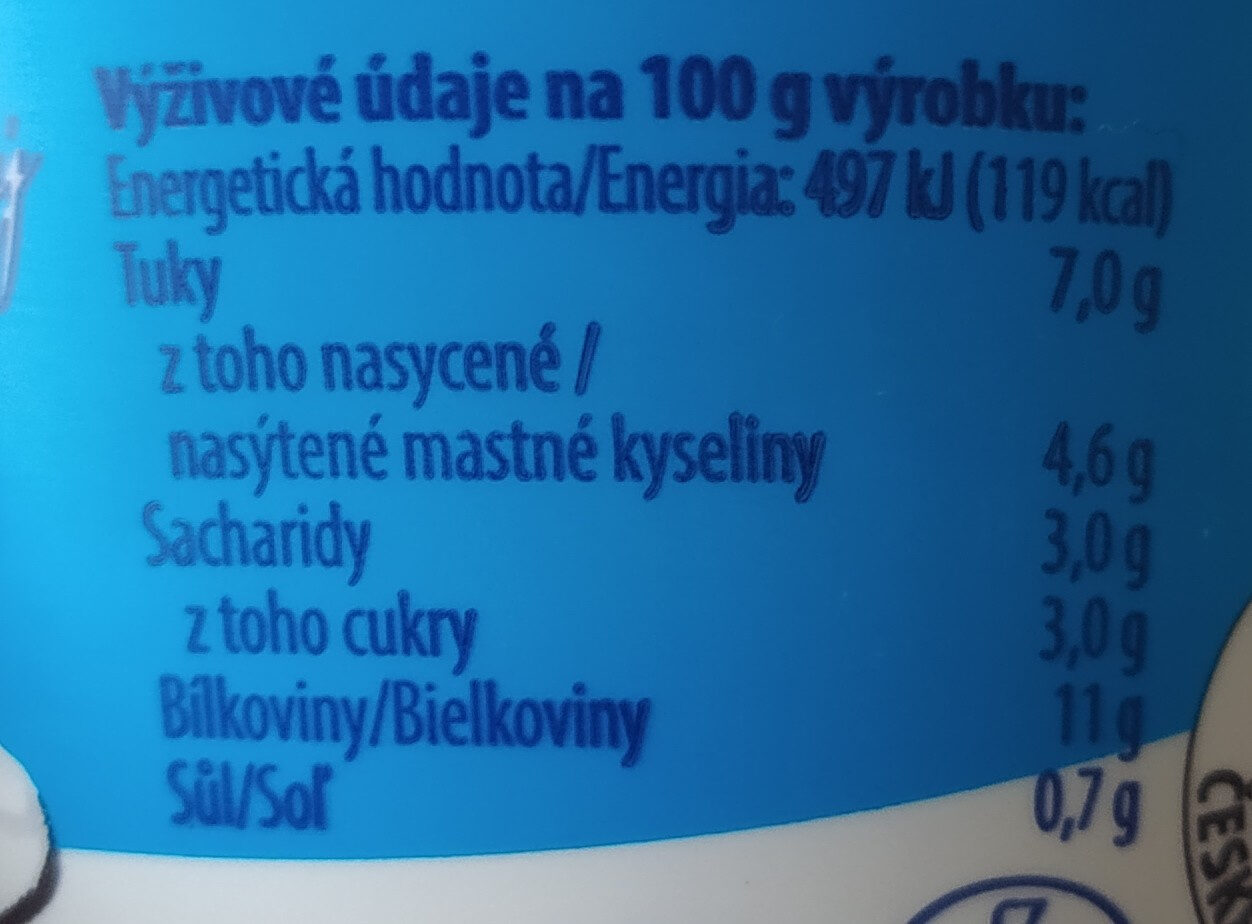 Výživové údaje na 100 g výrobku:
Energetická hodnota/Energia: 497 kJ (119 kcal)
Tuky 7,0 g
z toho nasycené /
nasýtené mastné kyseliny 4,6 g
Sacharidy 3,0 g
z toho cukry 3,0 g
Bílkoviny/Bielkoviny 11 g
Sůl/Soľ 0,7 g